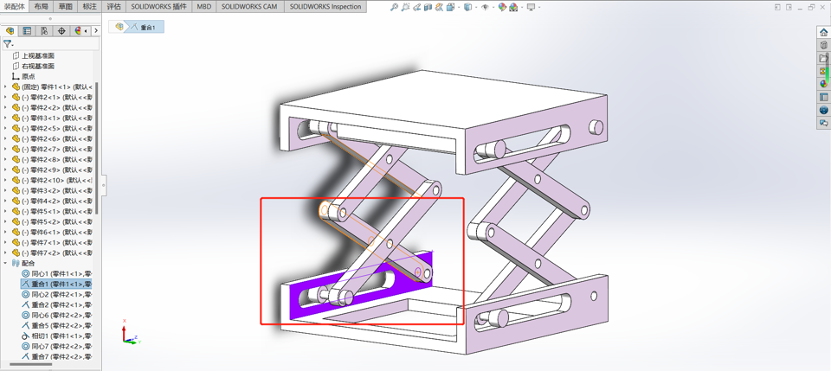 装配体 布局 草图 标注 评估 SOLIDWORKS 插件 MBD SOLIDWORKS CAM SOLIDWORKS Inspection
重合1
上视基准面
右视基准面
原点
(固定) 零件1<1> (默认<<默
(-) 零件2<1> (默认<<默
(-) 零件2<2> (默认<<默
(-) 零件3<1> (默认<<默
(-) 零件2<5> (默认<<默
(-) 零件2<6> (默认<<默
(-) 零件2<7> (默认<<默
(-) 零件2<8> (默认<<默
(-) 零件2<9> (默认<<默
(-) 零件2<10> (默认<<默
(-) 零件3<2> (默认<<默
(-) 零件4<2> (默认<<默
(-) 零件5<1> (默认<<默
(-) 零件5<2> (默认<<默
(-) 零件6<1> (默认<<默
(-) 零件7<1> (默认<<默
(-) 零件7<2> (默认<<默
配合
同心1 (零件1<1>,零
重合1 (零件1<1>,零
同心2 (零件1<1>,零
重合2 (零件1<1>,零
同心6 (零件2<2>,零
重合5 (零件2<2>,零
相切1 (零件1<1>,零
同心7 (零件2<2>,零
重合7 (零件2<2>,零